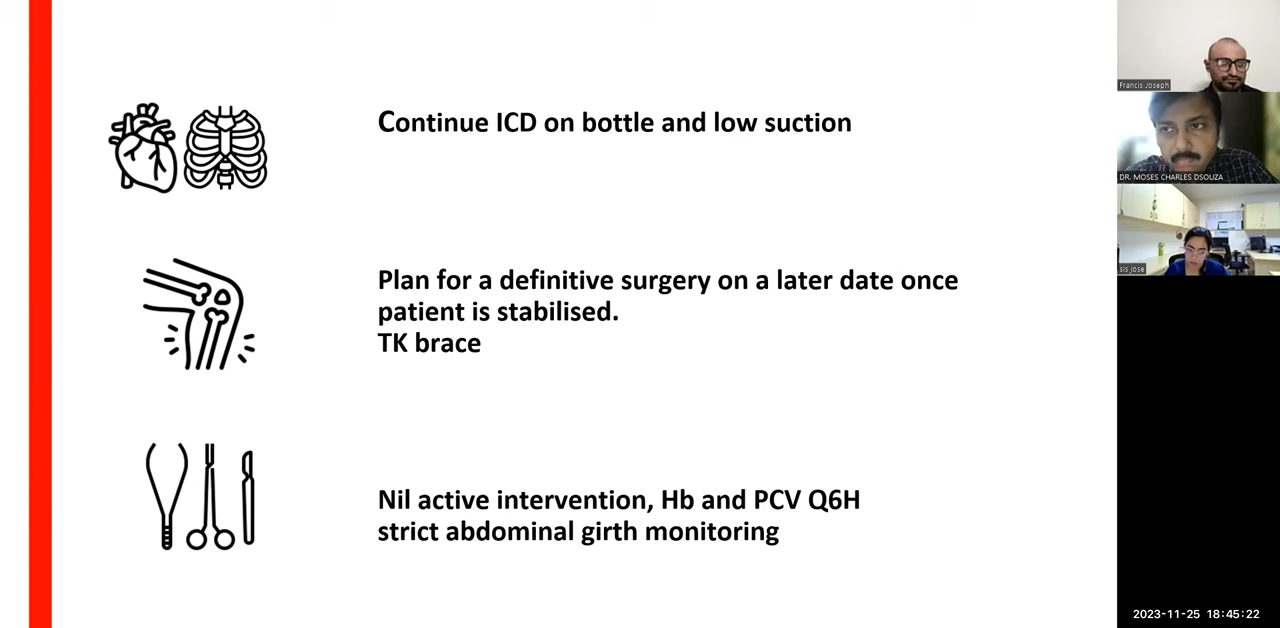 Continue ICD on bottle and low suction
Plan for a definitive surgery on a later date once
patient is stabilised.
TK brace
Nil active intervention, Hb and PCV Q6H
strict abdominal girth monitoring
Francis Joseph
DR. MOSES CHARLES DSOUZA
sis jose
2023-11-25 18:45:22